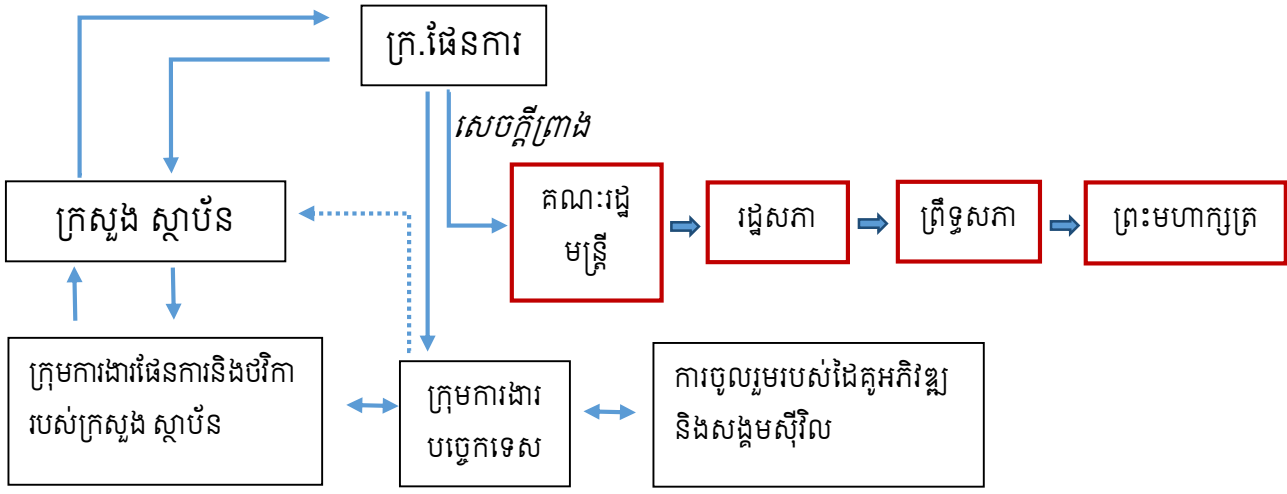 ក្រ.ផែនការ
សេចក្តីព្រាង
ក្រសួង ស្ថាប័ន
គណៈរដ្ឋ
មន្ត្រី
រដ្ឋសភា
ព្រឹទ្ធសភា
ព្រះមហាក្សត្រ
ក្រុមការងារផែនការនិងថវិកា
របស់ក្រសួង ស្ថាប័ន
ក្រុមការងារ
បច្ចេកទេស
ការចូលរួមរបស់ដៃគូអភិវឌ្ឍ
និងសង្គមស៊ីវិល